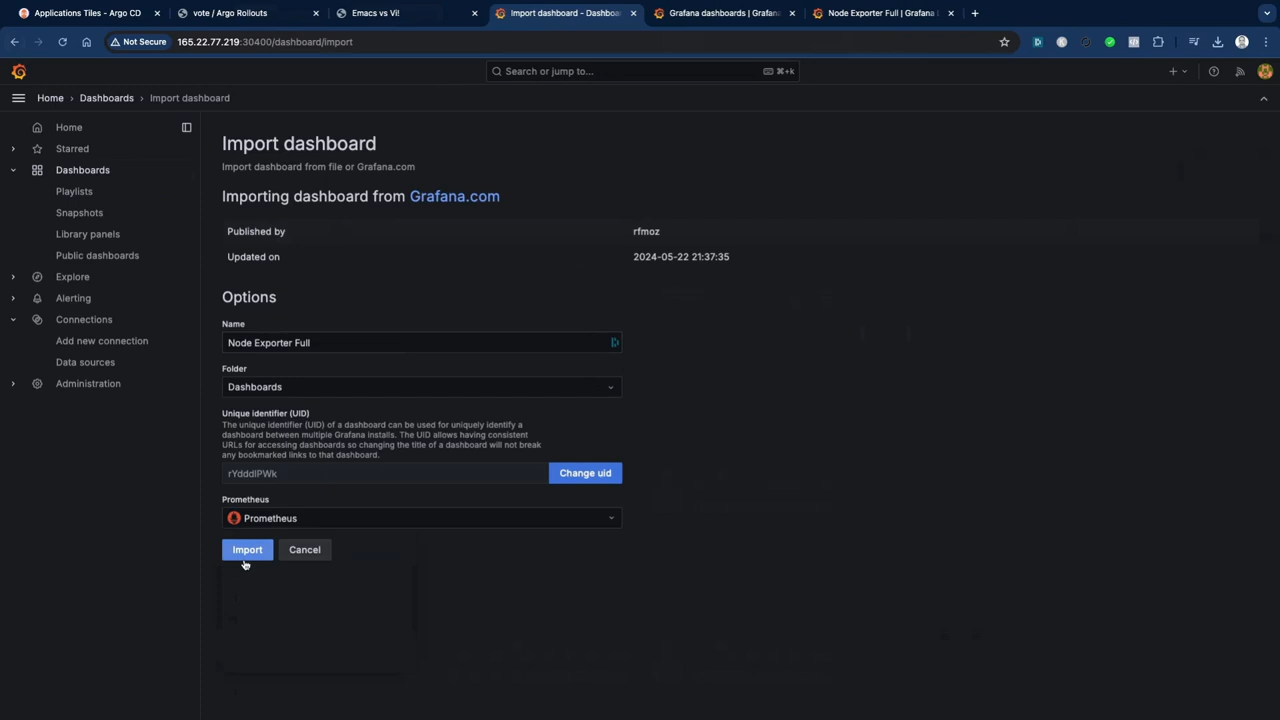 Applications Tiles - Argo CD
vote / Argo Rollouts
Emacs vs Vi!
Import dashboard - Dashboa
Grafana dashboards | Grafana
Node Exporter Full | Grafana L
Not Secure
165.22.77.219:30400/dashboard/import
Search or jump to...
⌘+k
Home
Dashboards
Import dashboard
Home
Starred
Dashboards
Playlists
Snapshots
Library panels
Public dashboards
Explore
Alerting
Connections
Add new connection
Data sources
Administration
Import dashboard
Import dashboard from file or Grafana.com
Importing dashboard from Grafana.com
Published by
rfmoz
Updated on
2024-05-22 21:37:35
Options
Name
Node Exporter Full
Folder
Dashboards
Unique identifier (UID)
The unique identifier (UID) of a dashboard can be used for uniquely identify a
dashboard between multiple Grafana installs. The UID allows having consistent
URLs for accessing dashboards so changing the title of a dashboard will not break
any bookmarked links to that dashboard.
rYdddlPWk
Change uid
Prometheus
Prometheus
Import
Cancel